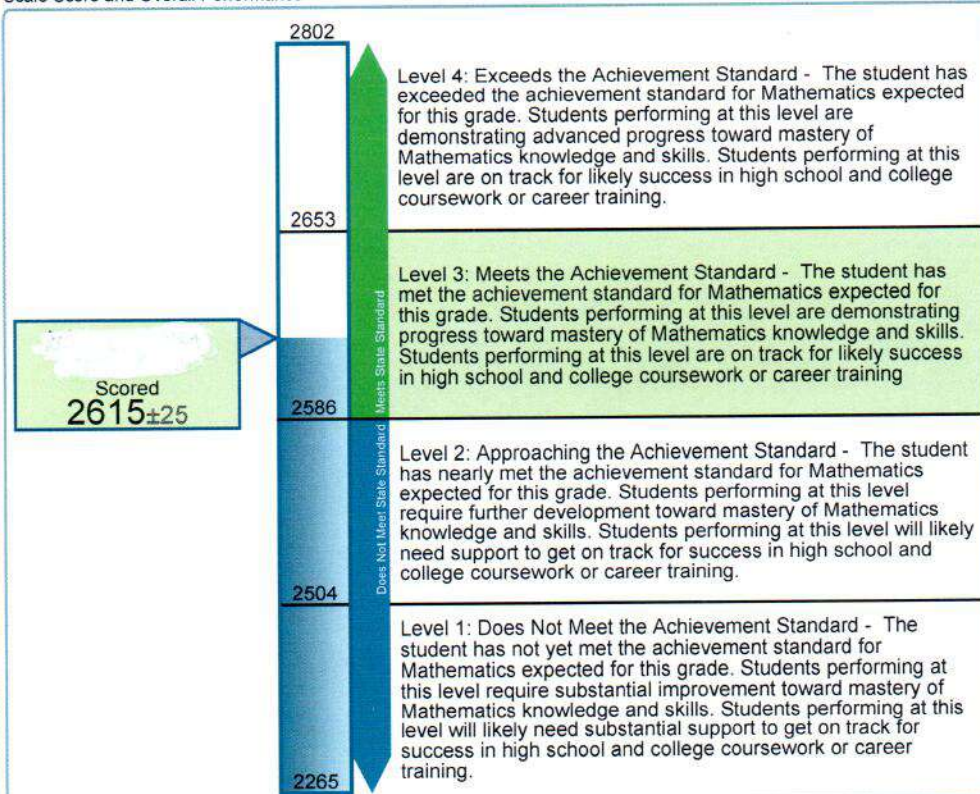 2802
Level 4: Exceeds the Achievement Standard - The student has
exceeded the achievement standard for Mathematics expected
for this grade. Students performing at this level are
demonstrating advanced progress toward mastery of
Mathematics knowledge and skills. Students performing at this
level are on track for likely success in high school and college
coursework or career training.
2653
Level 3: Meets the Achievement Standard - The student has
met the achievement standard for Mathematics expected for
this grade. Students performing at this level are demonstrating
progress toward mastery of Mathematics knowledge and skills.
Students performing at this level are on track for likely success
in high school and college coursework or career training
Scored
2615±25
Meets State Standard
2586
Level 2: Approaching the Achievement Standard - The student
has nearly met the achievement standard for Mathematics
expected for this grade. Students performing at this level
require further development toward mastery of Mathematics
knowledge and skills. Students performing at this level will likely
need support to get on track for success in high school and
college coursework or career training.
Does Not Meet State Standard
2504
Level 1: Does Not Meet the Achievement Standard - The
student has not yet met the achievement standard for
Mathematics expected for this grade. Students performing at
this level require substantial improvement toward mastery of
Mathematics knowledge and skills. Students performing at this
level will likely need substantial support to get on track for
success in high school and college coursework or career
training.
2265